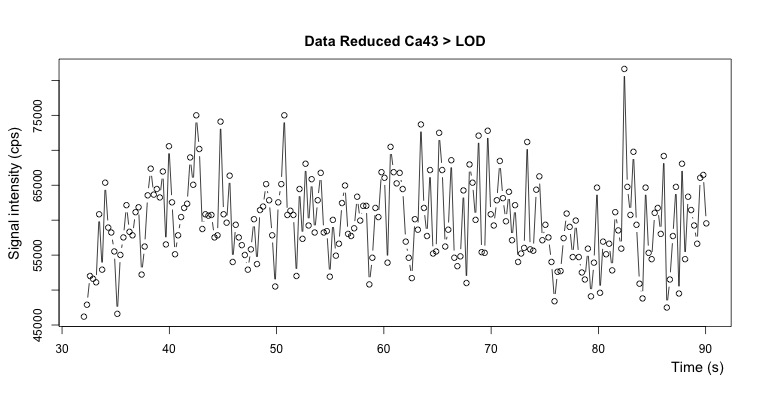 Data Reduced Ca43 > LOD
Signal intensity (cps)
75000
65000
55000
45000
30 40 50 60 70 80 90
Time (s)